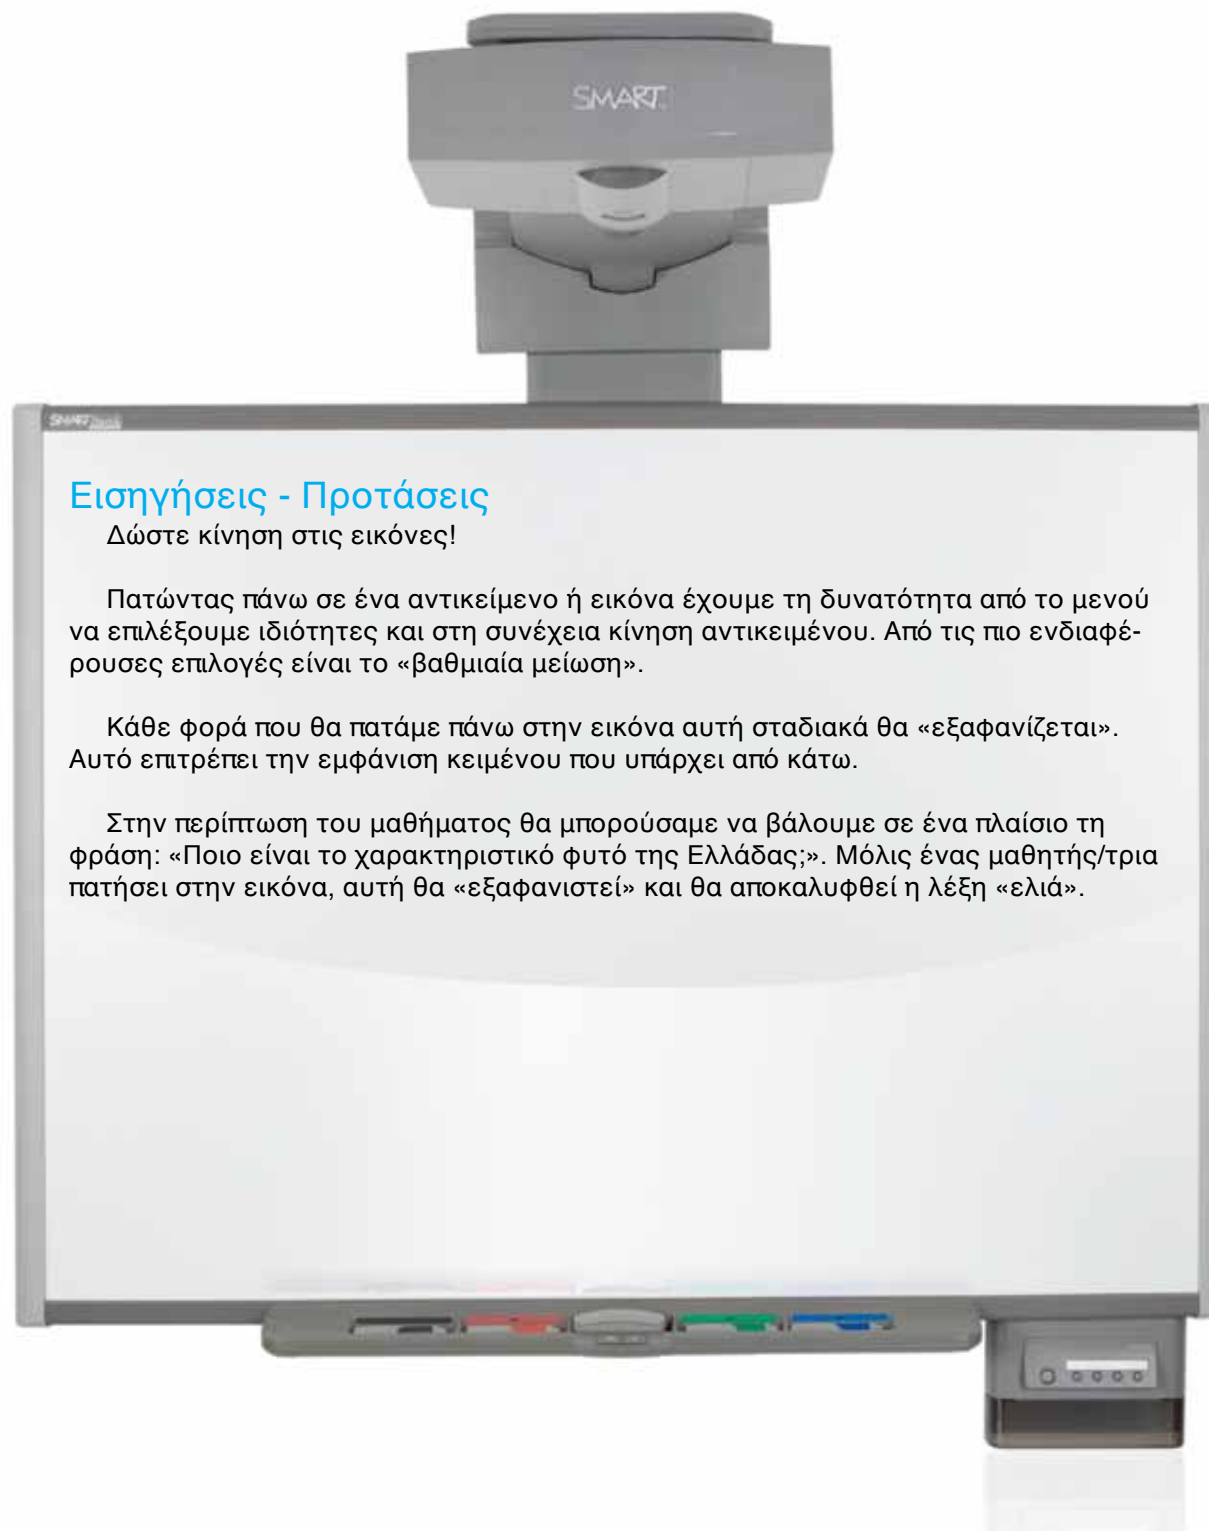 SMART
SMART
Εισηγήσεις - Προτάσεις
Δώστε κίνηση στις εικόνες!
Πατώντας πάνω σε ένα αντικείμενο ή εικόνα έχουμε τη δυνατότητα από το μενού
να επιλέξουμε ιδιότητες και στη συνέχεια κίνηση αντικειμένου. Από τις πιο ενδιαφέ-
ρουσες επιλογές είναι το «βαθμιαία μείωση».
Κάθε φορά που θα πατάμε πάνω στην εικόνα αυτή σταδιακά θα «εξαφανίζεται».
Αυτό επιτρέπει την εμφάνιση κειμένου που υπάρχει από κάτω.
Στην περίπτωση του μαθήματος θα μπορούσαμε να βάλουμε σε ένα πλαίσιο τη
φράση: «Ποιο είναι το χαρακτηριστικό φυτό της Ελλάδας;». Μόλις ένας μαθητής/τρια
πατήσει στην εικόνα, αυτή θα «εξαφανιστεί» και θα αποκαλυφθεί η λέξη «ελιά».